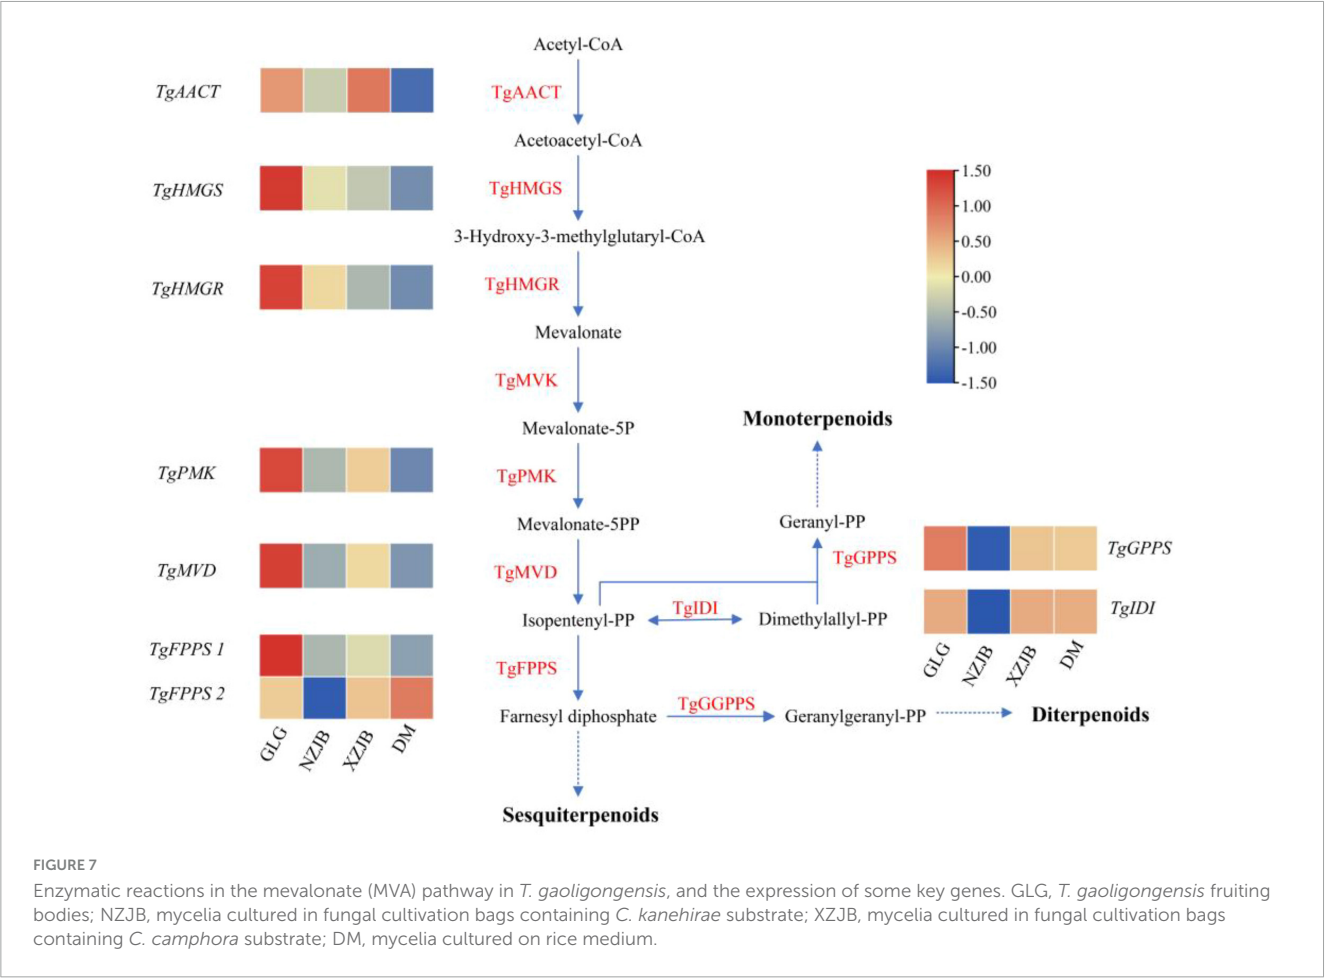 Acetyl-CoA
TgAACT
TgAACT
Acetoacetyl-CoA
TgHMGS
TgHMGS
3-Hydroxy-3-methylglutaryl-CoA
TgHMGR
TgHMGR
Mevalonate
TgMVK
Mevalonate-5P
TgPMK
TgPMK
Mevalonate-5PP
TgMVD
TgMVD
Isopentenyl-PP
TgIDI
Dimethylallyl-PP
TgFPPS 1
TgFPPS 2
TgFPPS
Farnesyl diphosphate
TgGGPPS
Geranylgeranyl-PP
Diterpenoids
GLG
NZJB
XZJB
DM
Sesquiterpenoids
1.50
1.00
0.50
0.00
-0.50
-1.00
-1.50
Monoterpenoids
Geranyl-PP
TgGPPS
TgGPPS
TgIDI
GLG
NZJB
XZJB
DM
FIGURE 7
Enzymatic reactions in the mevalonate (MVA) pathway in T. gaoligongensis, and the expression of some key genes. GLG, T. gaoligongensis fruiting
bodies; NZJB, mycelia cultured in fungal cultivation bags containing C. kanehirae substrate; XZJB, mycelia cultured in fungal cultivation bags
containing C. camphora substrate; DM, mycelia cultured on rice medium.